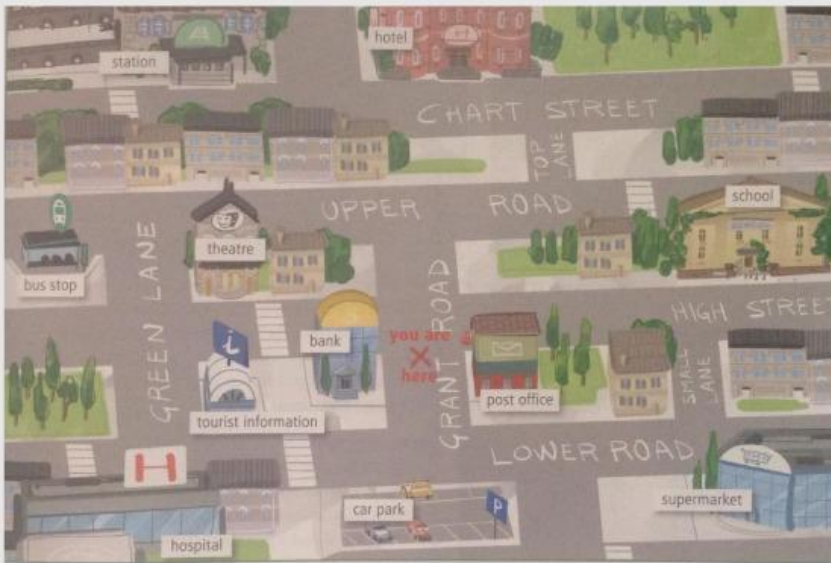 station
hotel
CHART STREET
TOP LANE
UPPER ROAD
school
theatre
bus stop
GREEN LANE
GRANT ROAD
HIGH STREET
bank
you are
X
here
i
post office
SMALL LANE
tourist information
LOWER ROAD
H
car park
P
supermarket
hospital